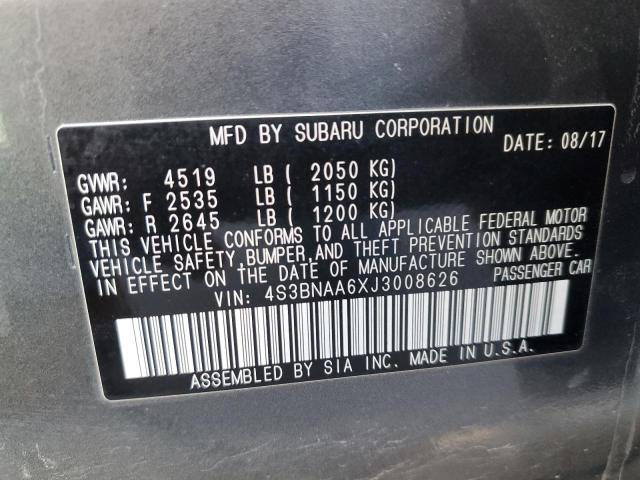 MFD BY SUBARU CORPORATION DATE: 08/17
GVWR: 4519 LB ( 2050 KG)
GAWR: F 2535 LB ( 1150 KG)
GAWR: R 2645 LB ( 1200 KG)
THIS VEHICLE CONFORMS TO ALL APPLICABLE FEDERAL MOTOR
VEHICLE SAFETY, BUMPER, AND THEFT PREVENTION STANDARDS
IN EFFECT ON THE DATE OF MANUFACTURE SHOWN ABOVE.
VIN: 4S3BNAA6XJ3008626 PASSENGER CAR
ASSEMBLED BY SIA INC. MADE IN U.S.A.